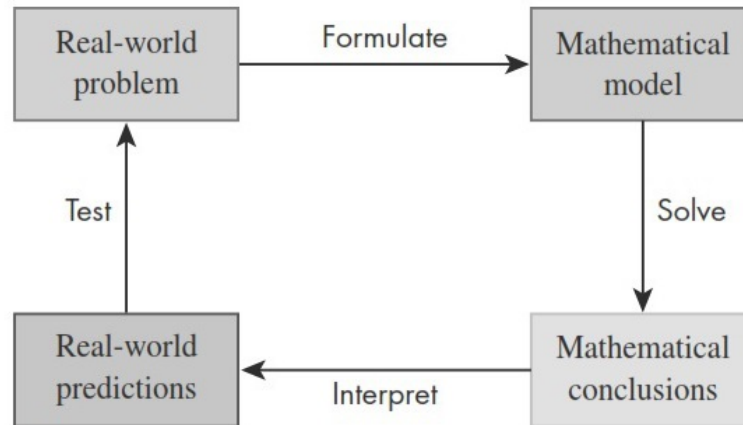 Real-world
problem
Formulate
Mathematical
model
Test
Solve
Real-world
predictions
Interpret
Mathematical
conclusions